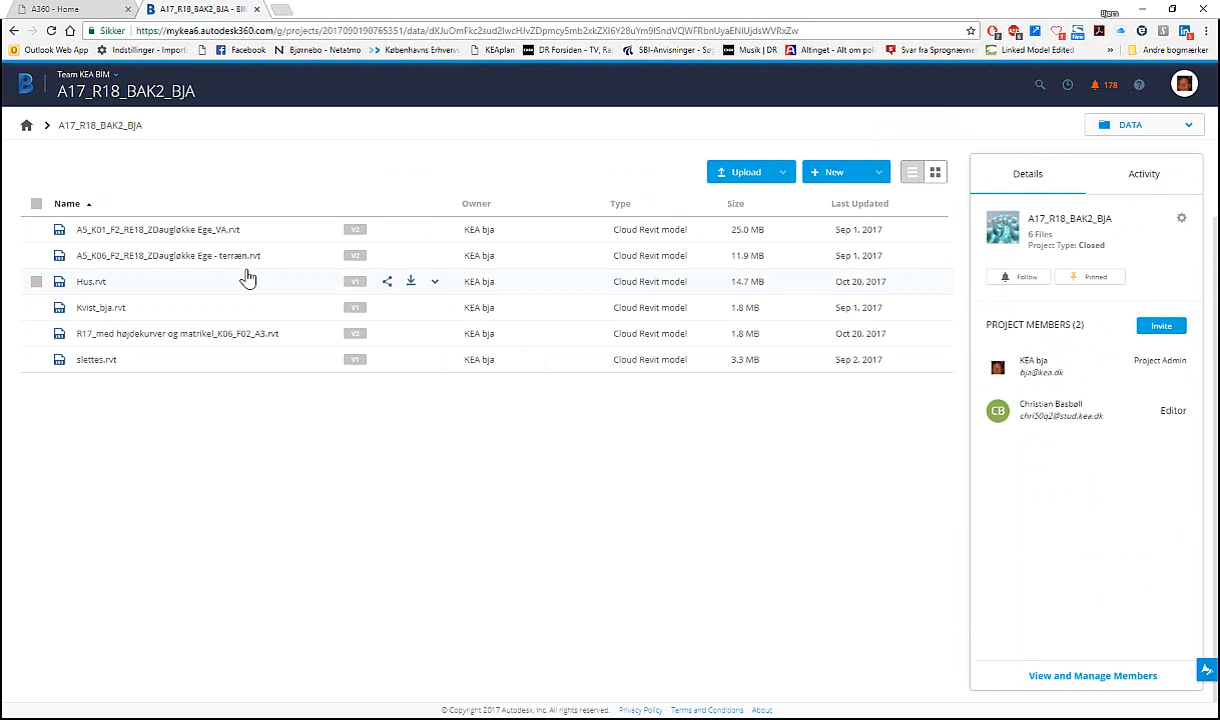 A360 - Home
A17_R18_BAK2_BJA - BIM
Bjørn
Sikker
https://mykea6.autodesk360.com/g/projects/2017090190765351/data/
Outlook Web App
Indstillinger - Importer
Facebook
Bjørnebo - Netatmo
Københavns Erhvervs
KEAplan
DR Forsiden - TV, Ra
SBI-Anvisninger - Sø
Musik | DR
Altinget - Alt om pol
Svar fra Sprognævne
Linked Model Edited
»
Andre bogmærker
Team KEA BIM
A17_R18_BAK2_BJA
178
A17_R18_BAK2_BJA
DATA
Upload
New
Details
Activity
Name
Owner
Type
Size
Last Updated
A5_K01_F2_RE18_ZDaugløkke Ege_VA.rvt V2 KEA bja Cloud Revit model 25.0 MB Sep 1, 2017
A5_K06_F2_RE18_ZDaugløkke Ege - terræn.rvt V2 KEA bja Cloud Revit model 11.9 MB Sep 1, 2017
Hus.rvt V1 KEA bja Cloud Revit model 14.7 MB Oct 20, 2017
Kvist_bja.rvt V1 KEA bja Cloud Revit model 1.8 MB Sep 1, 2017
R17_med højdekurver og matrikel_K06_F02_A3.rvt V2 KEA bja Cloud Revit model 1.8 MB Oct 20, 2017
slettes.rvt V1 KEA bja Cloud Revit model 3.3 MB Sep 2, 2017
A17_R18_BAK2_BJA
6 Files
Project Type: Closed
Follow
Pinned
PROJECT MEMBERS (2)
Invite
KEA bja
bja@kea.dk
Project Admin
CB
Christian Basbøll
chri50q2@stud.kea.dk
Editor
View and Manage Members
© Copyright 2017 Autodesk, Inc. All rights reserved. Privacy Policy Terms and Conditions About